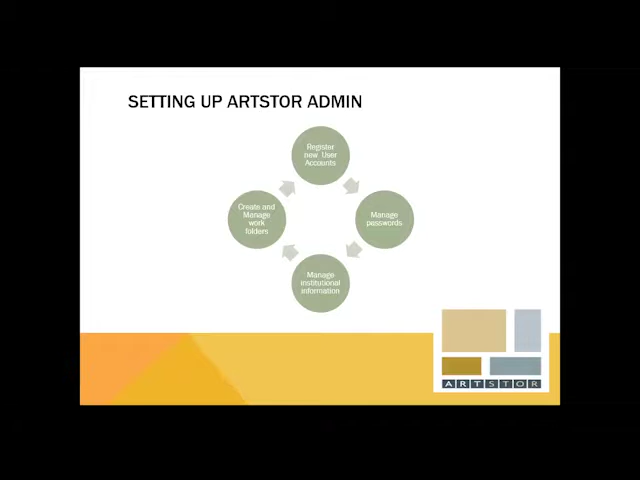 SETTING UP ARTSTOR ADMIN
Register
new User
Accounts
Manage
passwords
Manage
institutional
information
Create and
Manage
work
folders
ARTSTOR